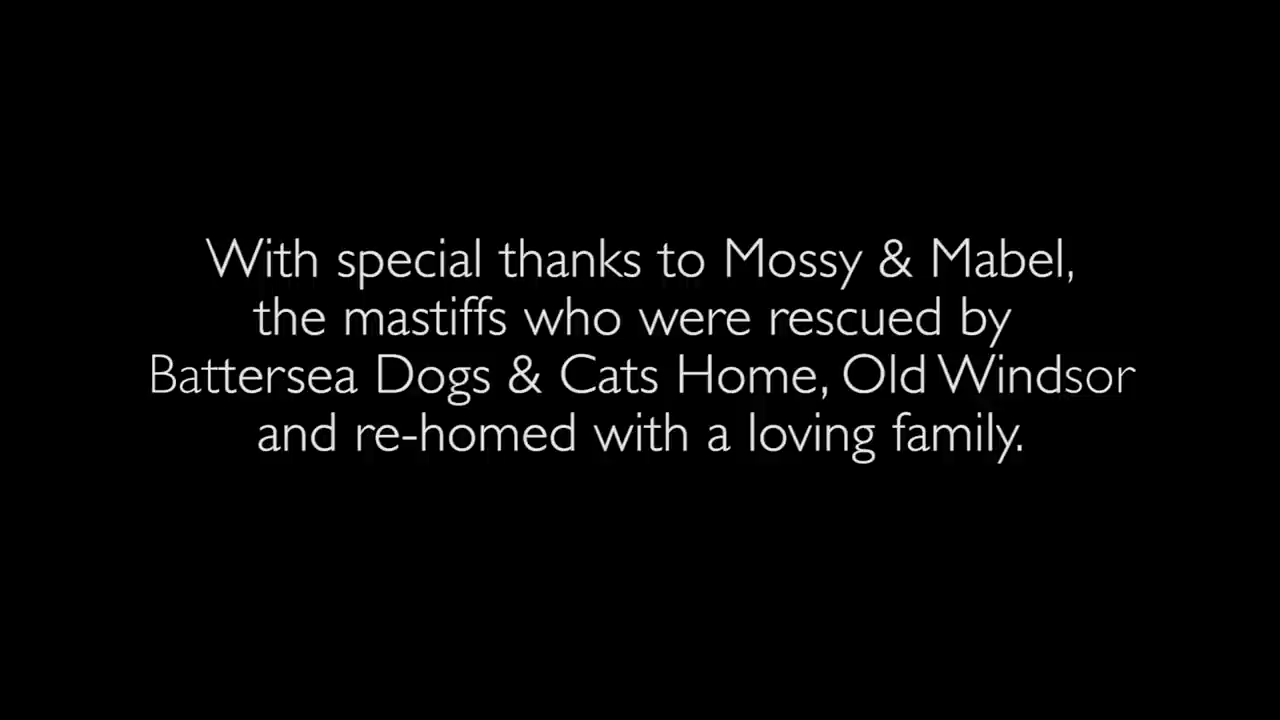 With special thanks to Mossy & Mabel,
the mastiffs who were rescued by
Battersea Dogs & Cats Home, Old Windsor
and re-homed with a loving family.